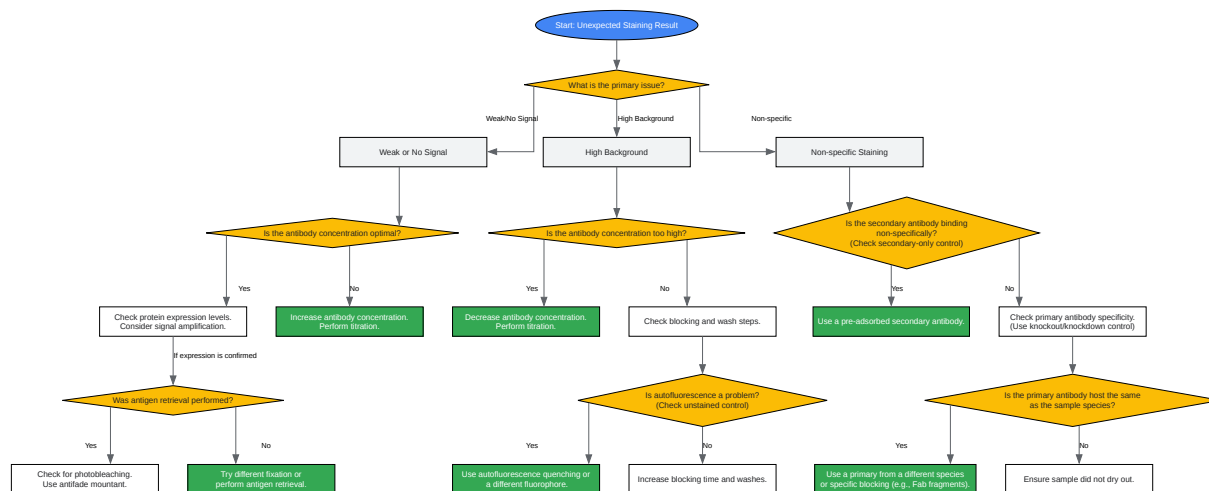 Start: Unexpected Staining Result
What is the primary issue?
Weak/No Signal
High Background
Non-specific
Weak or No Signal
High Background
Non-specific Staining
Is the antibody concentration optimal?
Is the antibody concentration too high?
Is the secondary antibody binding
non-specifically?
(Check secondary-only control)
Yes
No
Yes
No
Yes
No
Check protein expression levels.
Consider signal amplification.
Increase antibody concentration.
Perform titration.
Decrease antibody concentration.
Perform titration.
Check blocking and wash steps.
Use a pre-adsorbed secondary antibody.
Check primary antibody specificity.
(Use knockout/knockdown control)
If expression is confirmed
Was antigen retrieval performed?
Is autofluorescence a problem?
(Check unstained control)
Is the primary antibody host the same
as the sample species?
Yes
No
Yes
No
Yes
No
Check for photobleaching.
Use antifade mountant.
Try different fixation or
perform antigen retrieval.
Use autofluorescence quenching or
a different fluorophore.
Increase blocking time and washes.
Use a primary from a different species
or specific blocking (e.g., Fab fragments).
Ensure sample did not dry out.